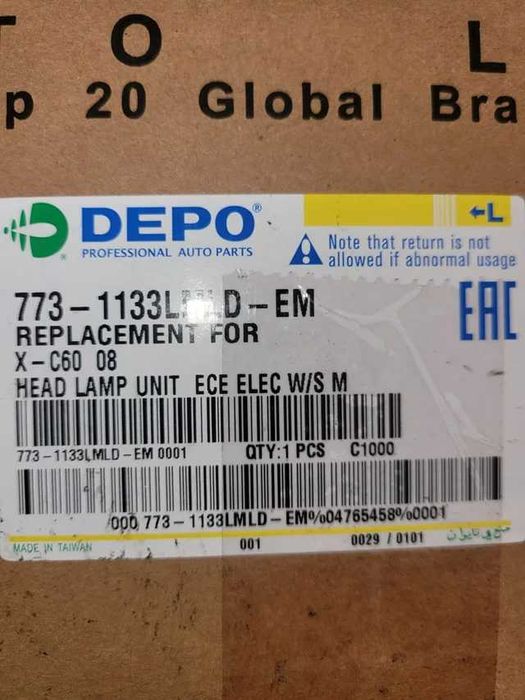 T O L
p 20 Global Bra
DEPO®
PROFESSIONAL AUTO PARTS
←L
Note that return is not
allowed if abnormal usage
773-1133LMLD-EM
EAC
REPLACEMENT FOR
X-C60 08
HEAD LAMP UNIT ECE ELEC W/S M
773-1133LMLD-EM 0001 QTY:1 PCS C1000
000 773-1133LMLD-EM%04765458%0001
MADE IN TAIWAN 001 0029 / 0101